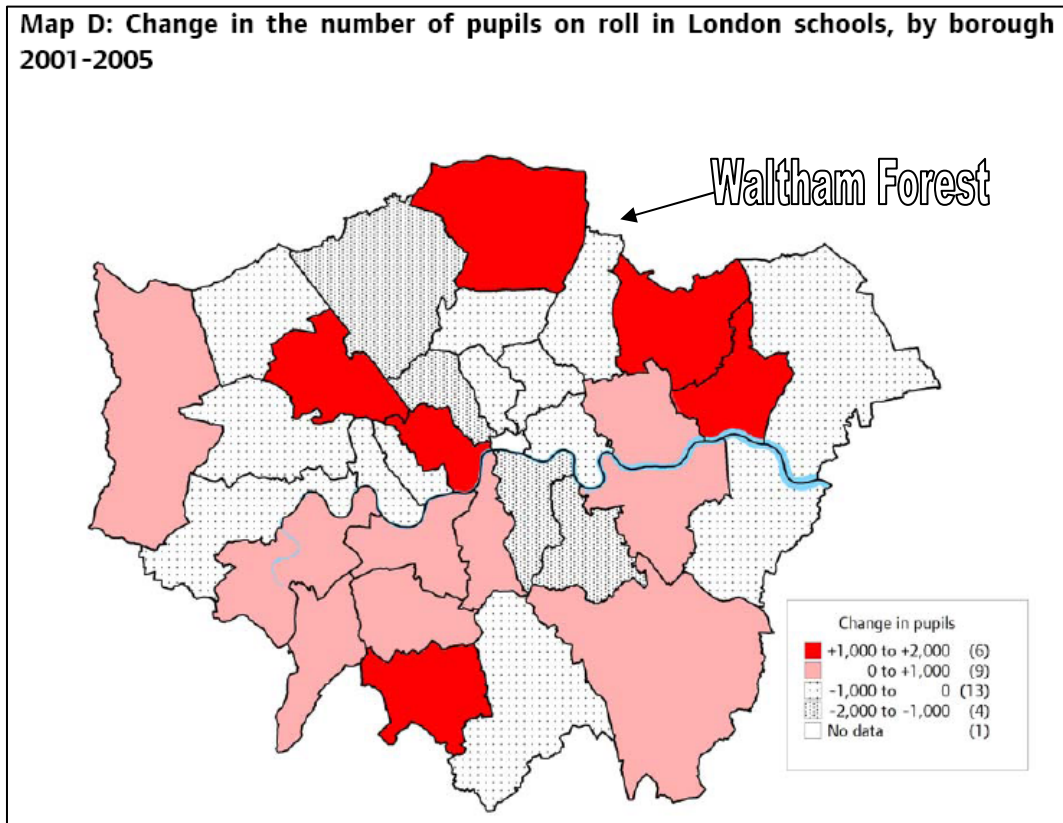 Map D: Change in the number of pupils on roll in London schools, by borough
2001-2005
Waltham Forest
Change in pupils
+1,000 to +2,000 (6)
0 to +1,000 (9)
-1,000 to 0 (13)
-2,000 to -1,000 (4)
No data (1)